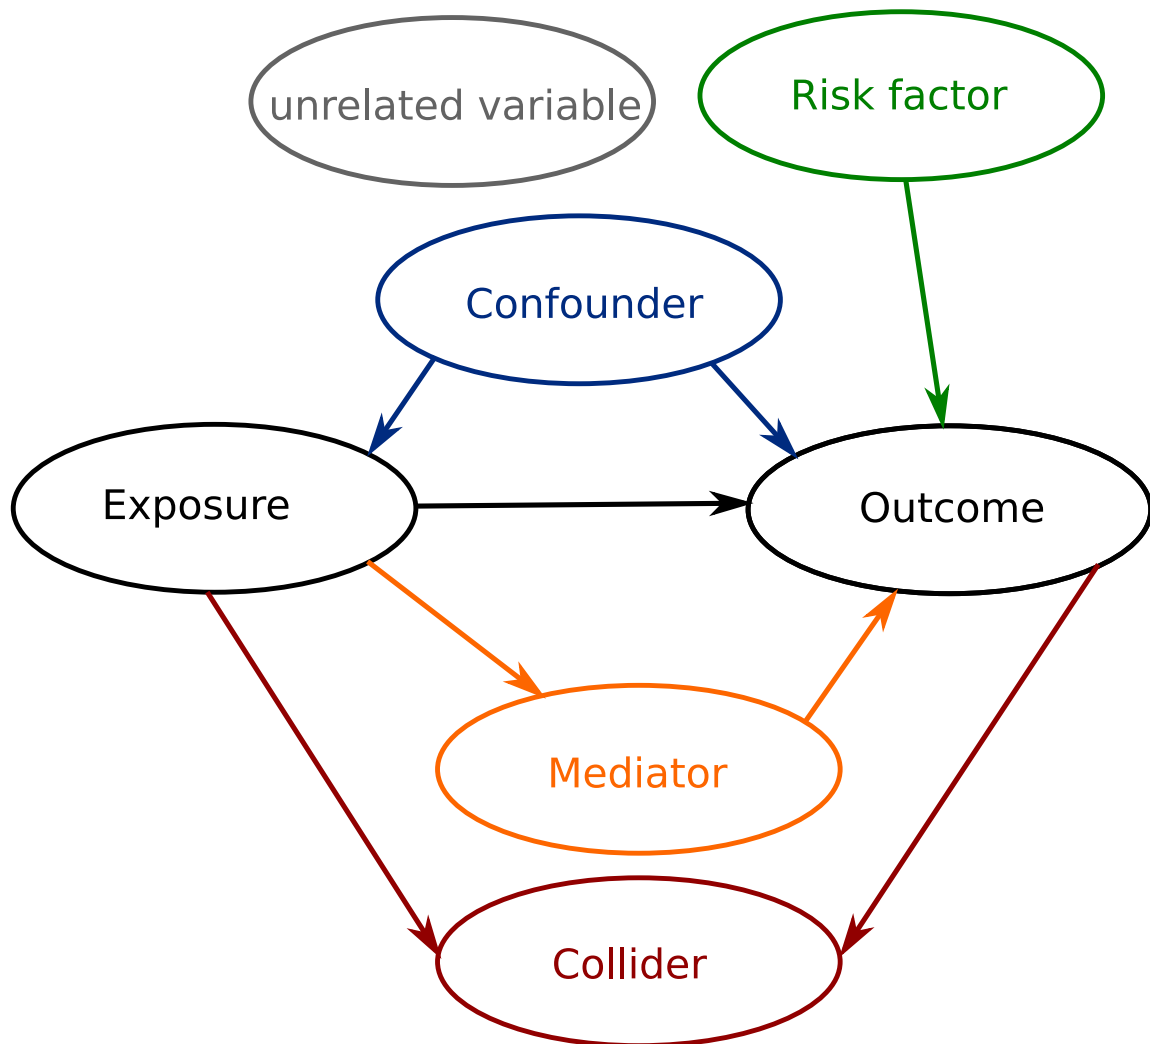 unrelated variable
Risk factor
Confounder
Exposure
Outcome
Mediator
Collider